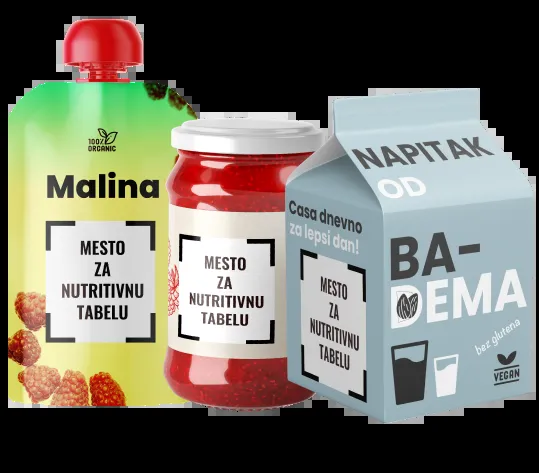 100%
ORGANIC
Malina
MESTO
ZA
NUTRITIVNU
TABELU
MESTO
ZA
NUTRITIVNU
TABELU
NAPITAK
OD
BA-
DEMA
Casa dnevno
za lepsi dan!
MESTO
ZA
NUTRITIVNU
TABELU
bez glutena
VEGAN